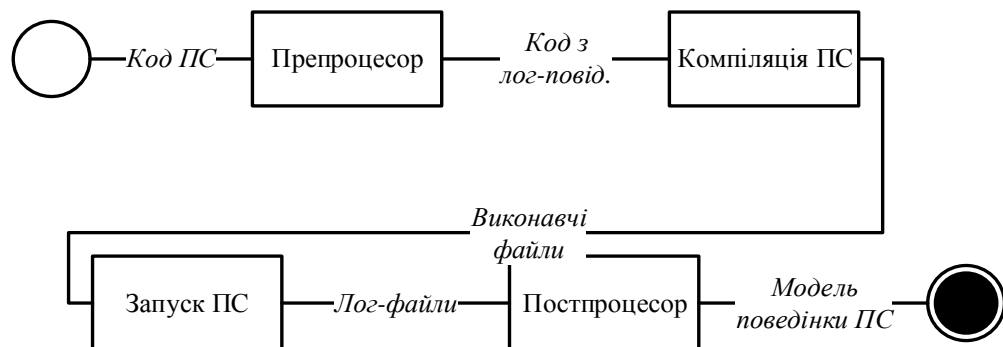 Код ПС
Препроцесор
Код з
лог-повід.
Компіляція ПС
Виконавчі
файли
Запуск ПС
Лог-файли
Постпроцесор
Модель
поведінки ПС